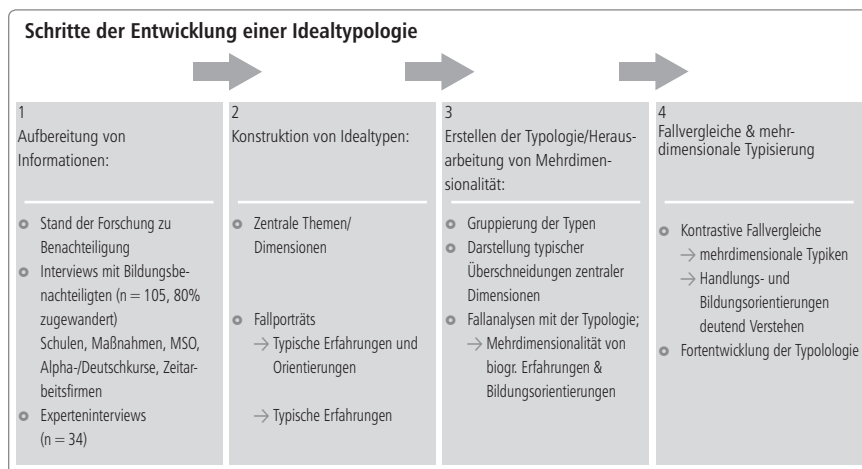 Schritte der Entwicklung einer Idealtypologie
1
Aufbereitung von
Informationen:
Stand der Forschung zu
Benachteiligung
Interviews mit Bildungsbe-
nachteiligten (n = 105, 80%
zugewandert)
Schulen, Maßnahmen, MSO,
Alpha-/Deutschkurse, Zeitar-
beitsfirmen
Experteninterviews
(n = 34)
2
Konstruktion von Idealtypen:
Zentrale Themen/
Dimensionen
Fallporträts
→ Typische Erfahrungen und
Orientierungen
→ Typische Erfahrungen
3
Erstellen der Typologie/Heraus-
arbeitung von Mehrdimen-
sionalität:
Gruppierung der Typen
Darstellung typischer
Überschneidungen zentraler
Dimensionen
Fallanalysen mit der Typologie;
→ Mehrdimensionalität von
biogr. Erfahrungen &
Bildungsorientierungen
4
Fallvergleiche & mehr-
dimensionale Typisierung
Kontrastive Fallvergleiche
→ mehrdimensionale Typiken
→ Handlungs- und
Bildungsorientierungen
deutend Verstehen
Fortentwicklung der Typolologie